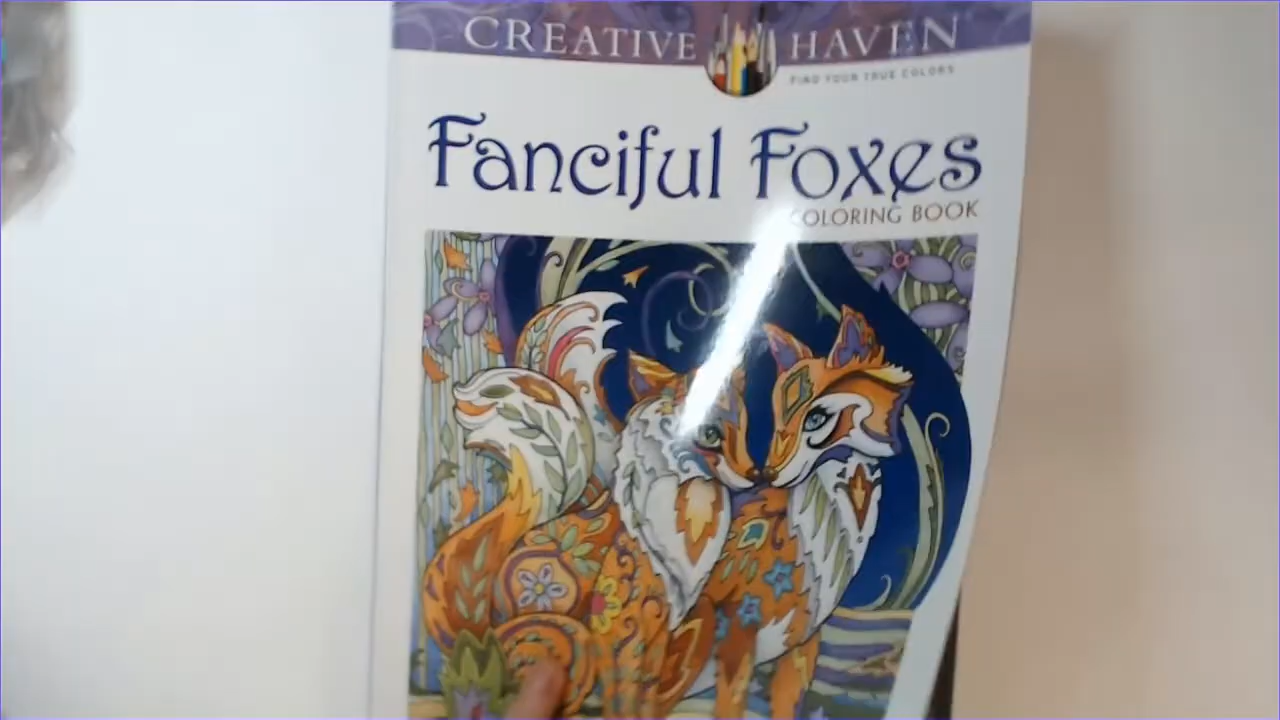 CREATIVE HAVEN
FIND YOUR TRUE COLORS
Fanciful Foxes
COLORING BOOK